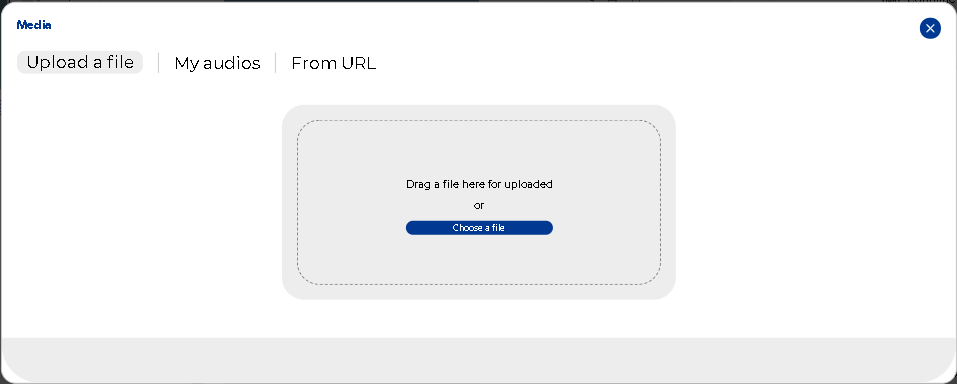 Media
Upload a file
My audios
From URL
Drag a file here for uploaded
or
Choose a file